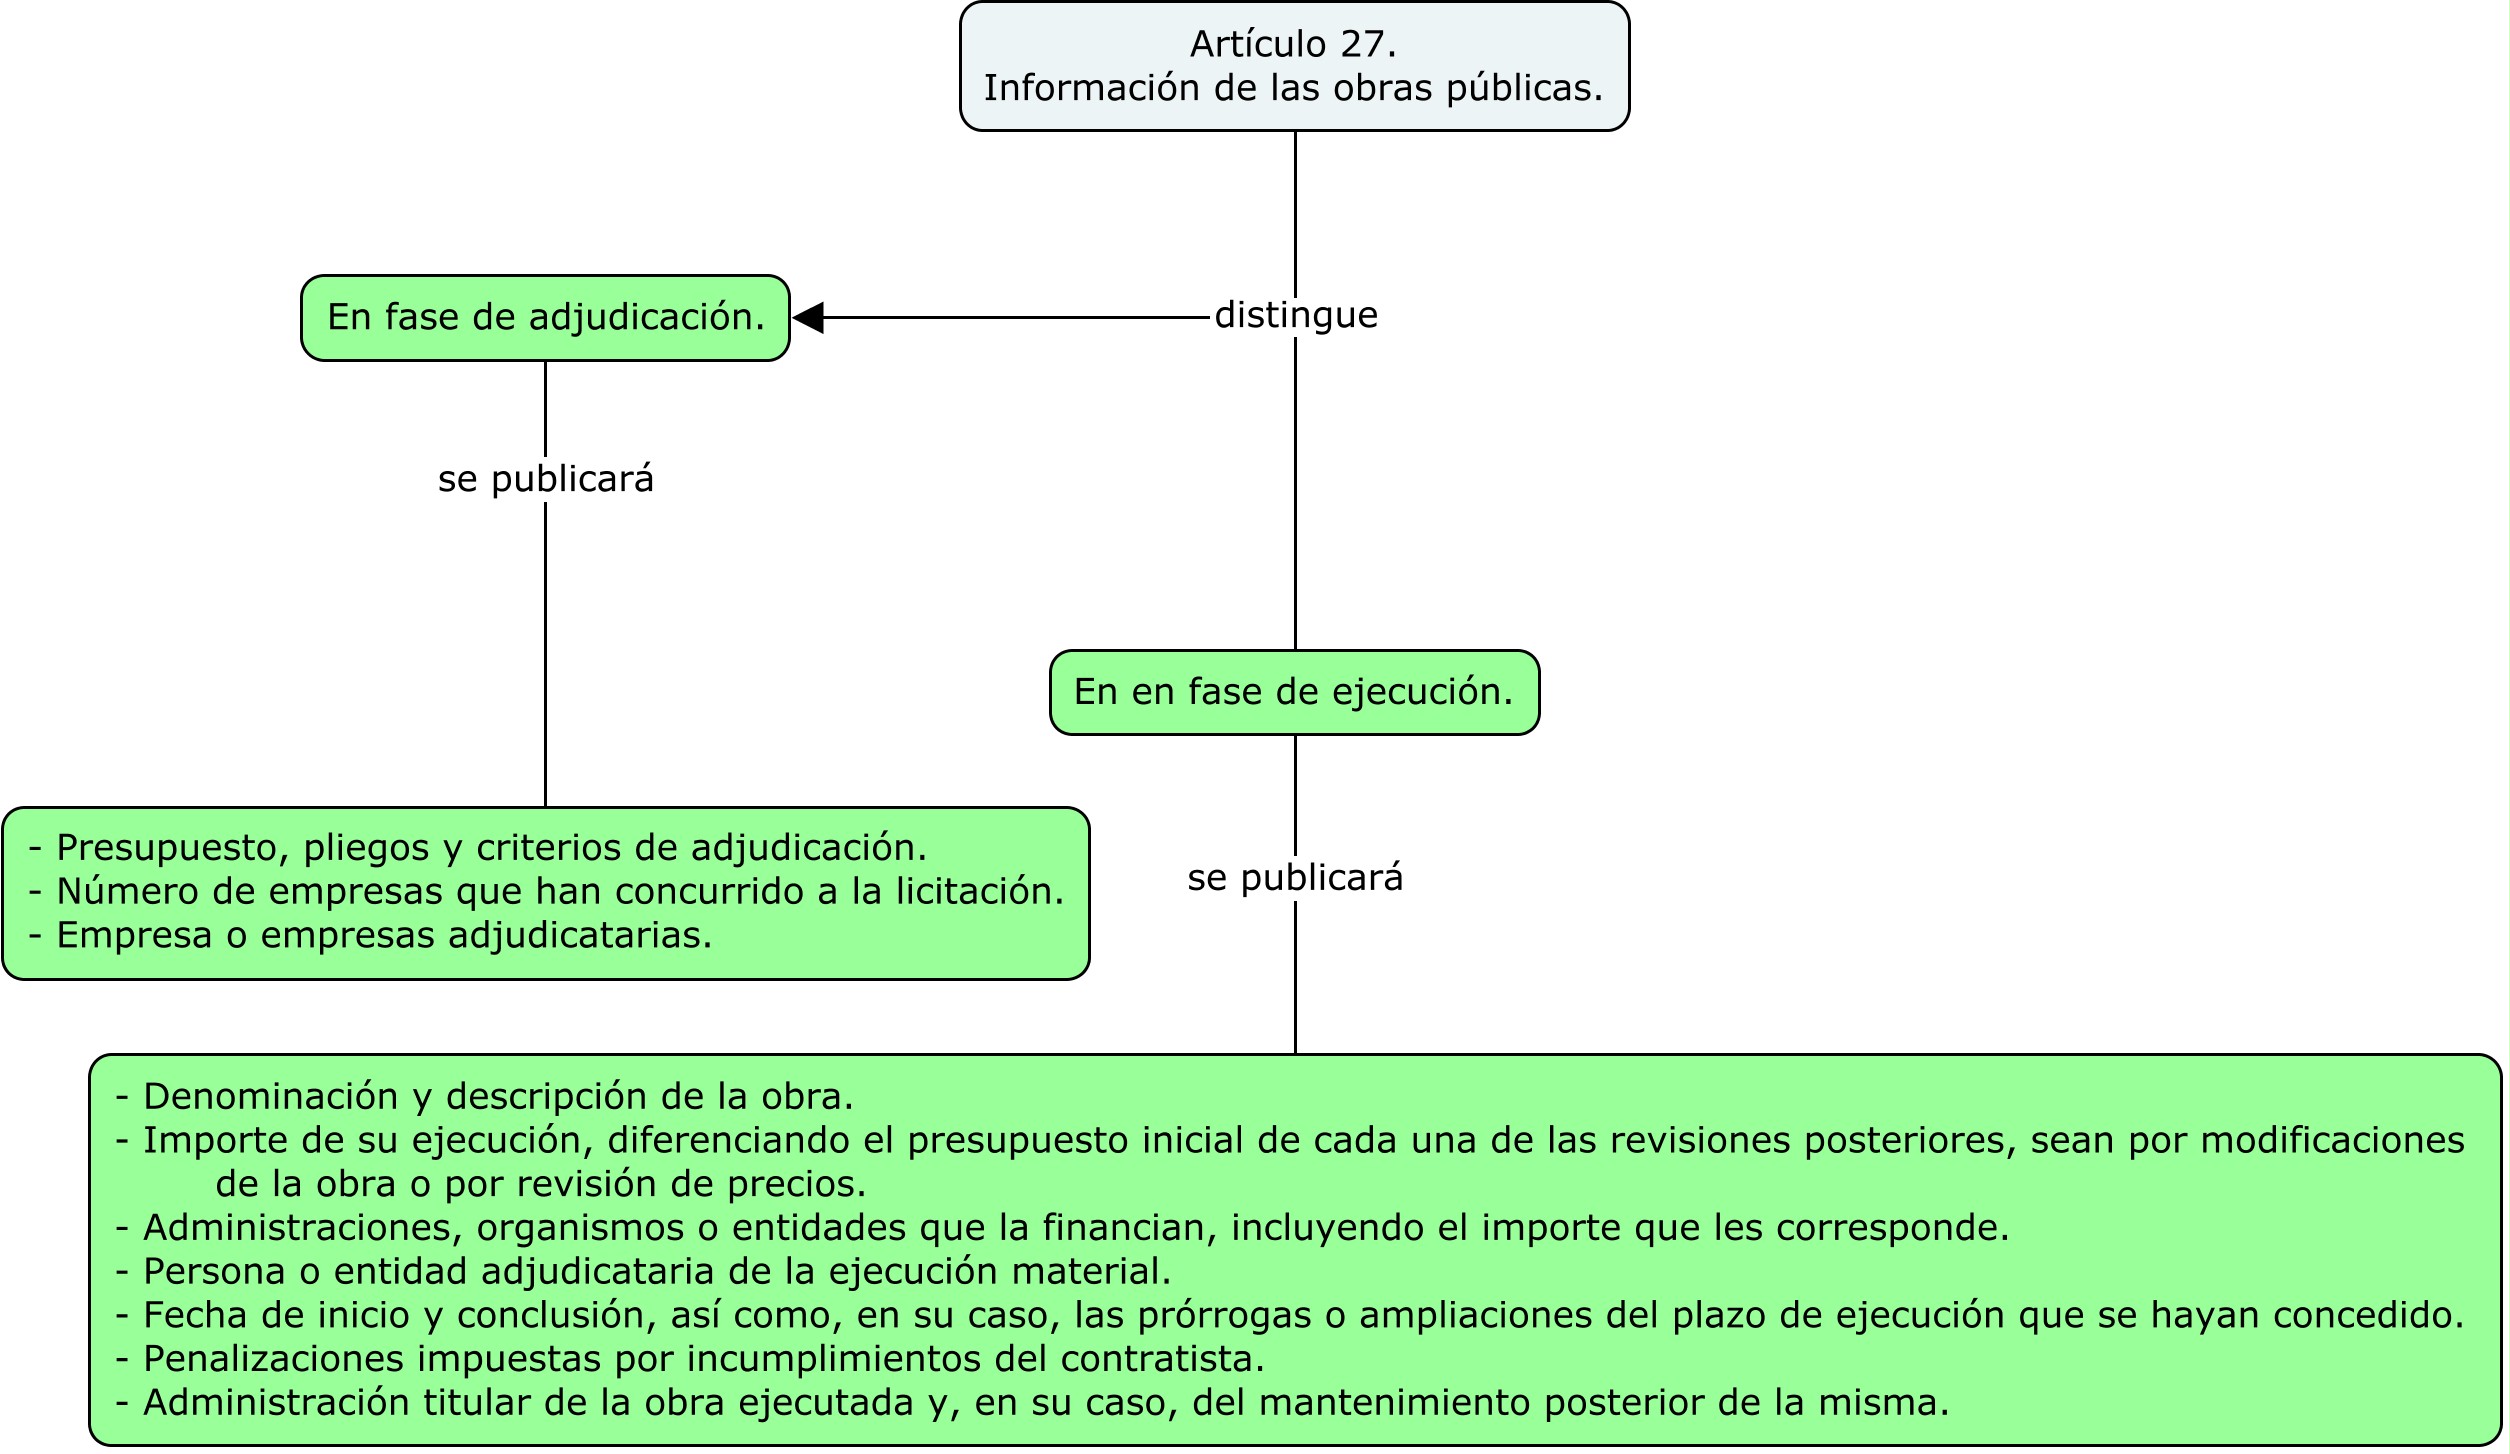 Artículo 27.
Información de las obras públicas.
distingue
En fase de adjudicación.
se publicará
- Presupuesto, pliegos y criterios de adjudicación.
- Número de empresas que han concurrido a la licitación.
- Empresa o empresas adjudicatarias.
En en fase de ejecución.
se publicará
- Denominación y descripción de la obra.
- Importe de su ejecución, diferenciando el presupuesto inicial de cada una de las revisiones posteriores, sean por modificaciones
de la obra o por revisión de precios.
- Administraciones, organismos o entidades que la financian, incluyendo el importe que les corresponde.
- Persona o entidad adjudicataria de la ejecución material.
- Fecha de inicio y conclusión, así como, en su caso, las prórrogas o ampliaciones del plazo de ejecución que se hayan concedido.
- Penalizaciones impuestas por incumplimientos del contratista.
- Administración titular de la obra ejecutada y, en su caso, del mantenimiento posterior de la misma.